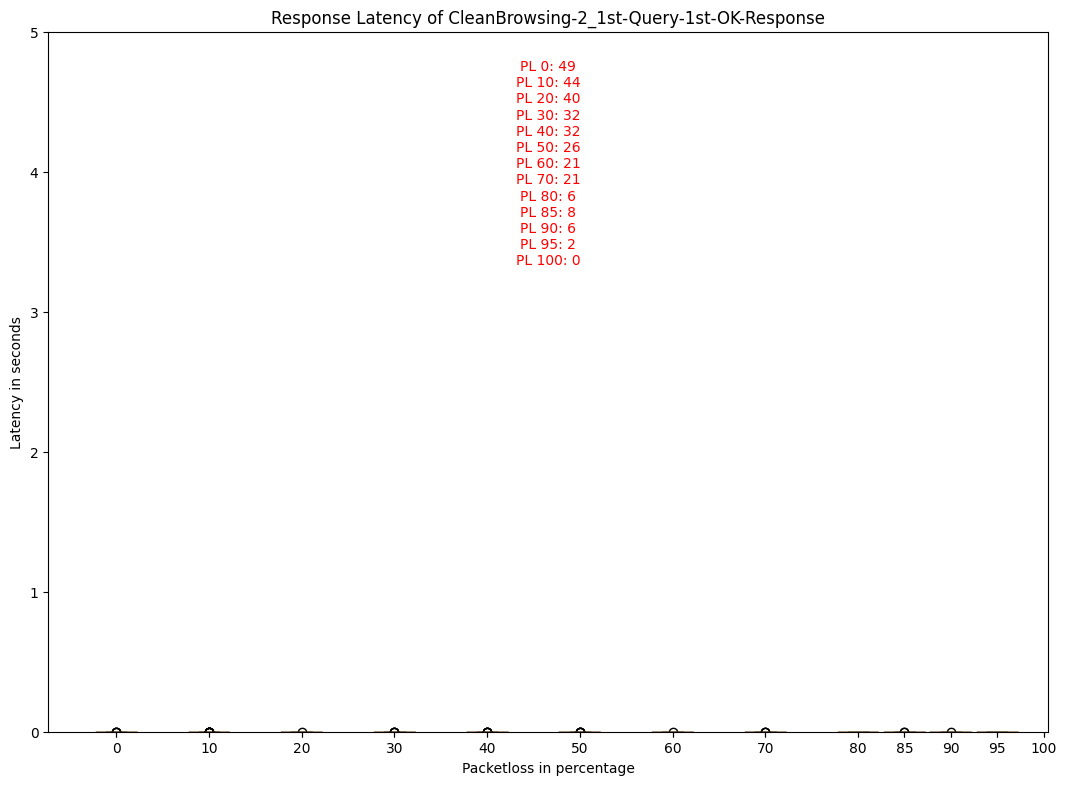 Response Latency of CleanBrowsing-2_1st-Query-1st-OK-Response
PL 0: 49
PL 10: 44
PL 20: 40
PL 30: 32
PL 40: 32
PL 50: 26
PL 60: 21
PL 70: 21
PL 80: 6
PL 85: 8
PL 90: 6
PL 95: 2
PL 100: 0
Latency in seconds
5
4
3
2
1
0
0 10 20 30 40 50 60 70 80 85 90 95 100
Packetloss in percentage